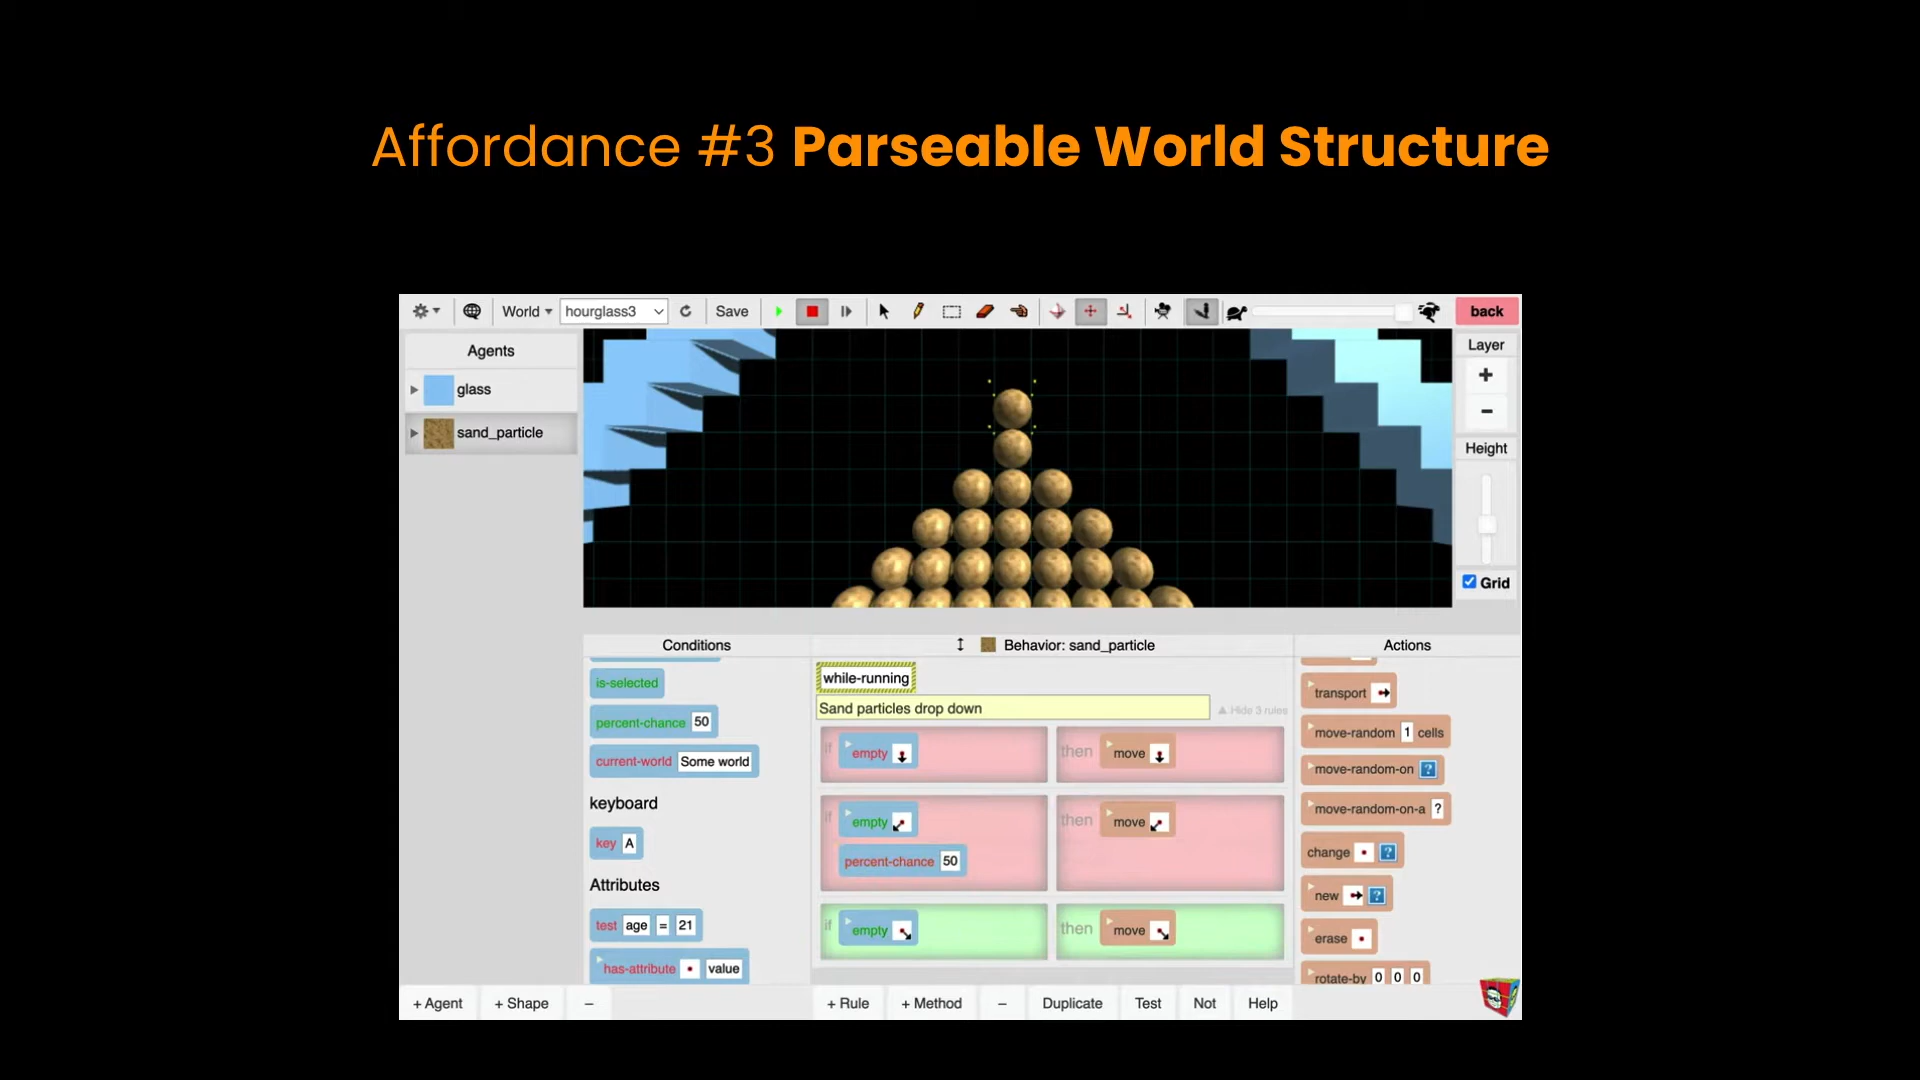 Affordance #3 Parseable World Structure
World hourglass3 Save back
Agents
glass
sand_particle
Layer
+
-
Height
Grid
Conditions
is-selected
percent-chance 50
current-world Some world
keyboard
key A
Attributes
test age = 21
has-attribute value
Behavior: sand_particle
while-running
Sand particles drop down
Hide 3 rules
if empty then move
if empty then move
percent-chance 50
if empty then move
Actions
transport
move-random 1 cells
move-random-on ?
move-random-on-a ?
change ?
new ?
erase
rotate-by 0 0 0
+ Agent + Shape - + Rule + Method - Duplicate Test Not Help